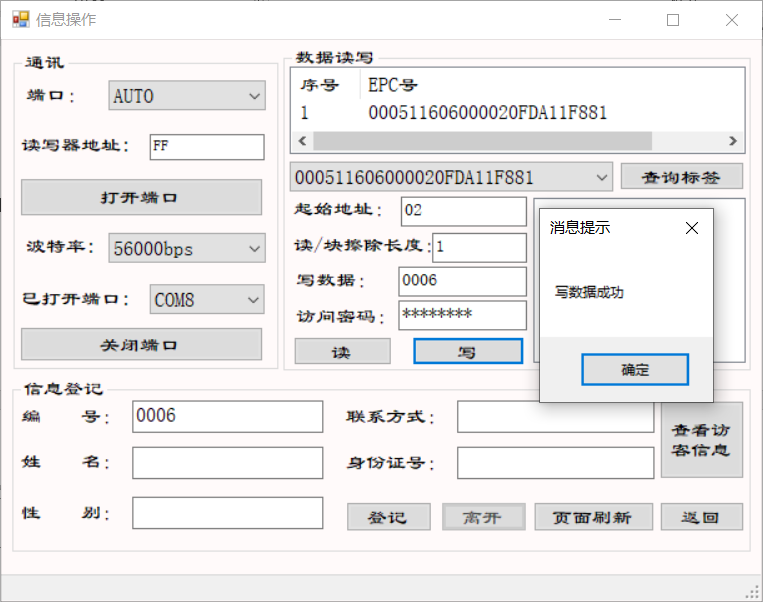 信息操作
通讯
端口： AUTO
读写器地址： FF
打开端口
波特率： 56000bps
已打开端口： COM8
关闭端口
数据读写
序号 EPC号
1 000511606000020FDA11F881
000511606000020FDA11F881 查询标签
起始地址： 02
读/块擦除长度： 1
写数据： 0006
访问密码： ********
读 写
消息提示
写数据成功
确定
信息登记
编 号： 0006 联系方式：
姓 名： 身份证号：
性 别：
查看访
客信息
登记 离开 页面刷新 返回